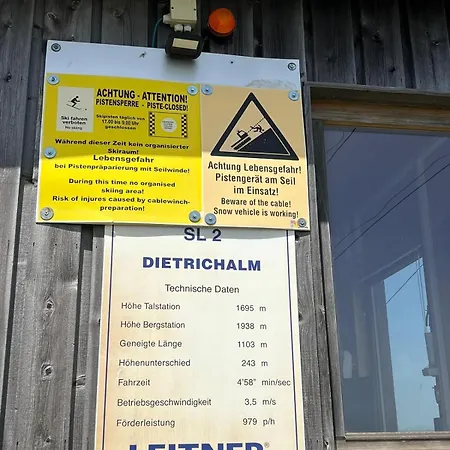 ACHTUNG - ATTENTION!
PISTENSPERRE - PISTE-CLOSED!
Ski fahren
verboten
No skiing
Skipisten täglich von
17.00 bis 9.00 Uhr
geschlossen
Während dieser Zeit kein organisierter
Skiraum!
Lebensgefahr
bei Pistenpräparierung mit Seilwinde!
During this time no organised
skiing area!
Risk of injures caused by cablewinch-
preparation!
Achtung Lebensgefahr!
Pistengerät am Seil
im Einsatz!
Beware of the cable!
Snow vehicle is working!
SL 2
DIETRICHALM
Technische Daten
Höhe Talstation 1695 m
Höhe Bergstation 1938 m
Geneigte Länge 1103 m
Höhenunterschied 243 m
Fahrzeit 4'58" min/sec
Betriebsgeschwindigkeit 3,5 m/s
Förderleistung 979 p/h
LEITNER®